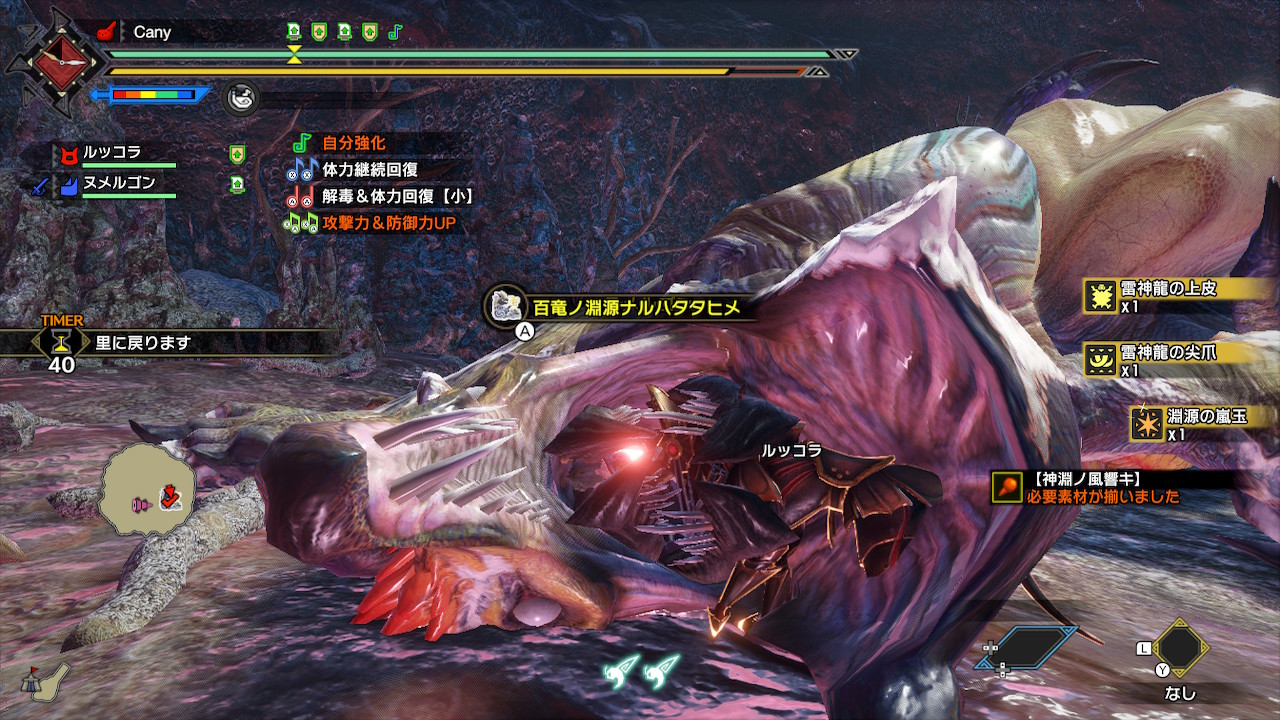 Cany
ルッコラ
ヌメルゴン
自分強化
X X 体力継続回復
A A 解毒&体力回復【小】
攻撃力&防御力UP
百竜ノ淵源ナルハタタヒメ
A
TIMER
里に戻ります
40
雷神龍の上皮
x1
雷神龍の尖爪
x1
淵源の嵐玉
x1
ルッコラ
【神淵ノ風響キ】
必要素材が揃いました
L
Y
なし